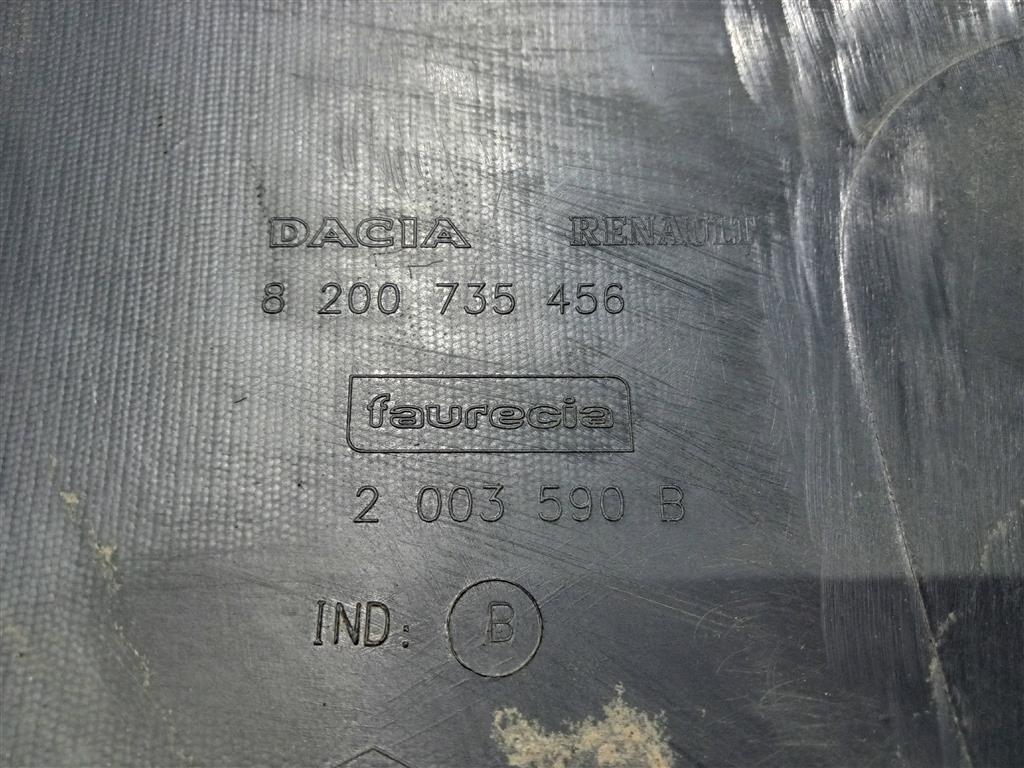 DACIA RENAULT
8 200 735 456
faurecia
2 003 590 B
IND: B